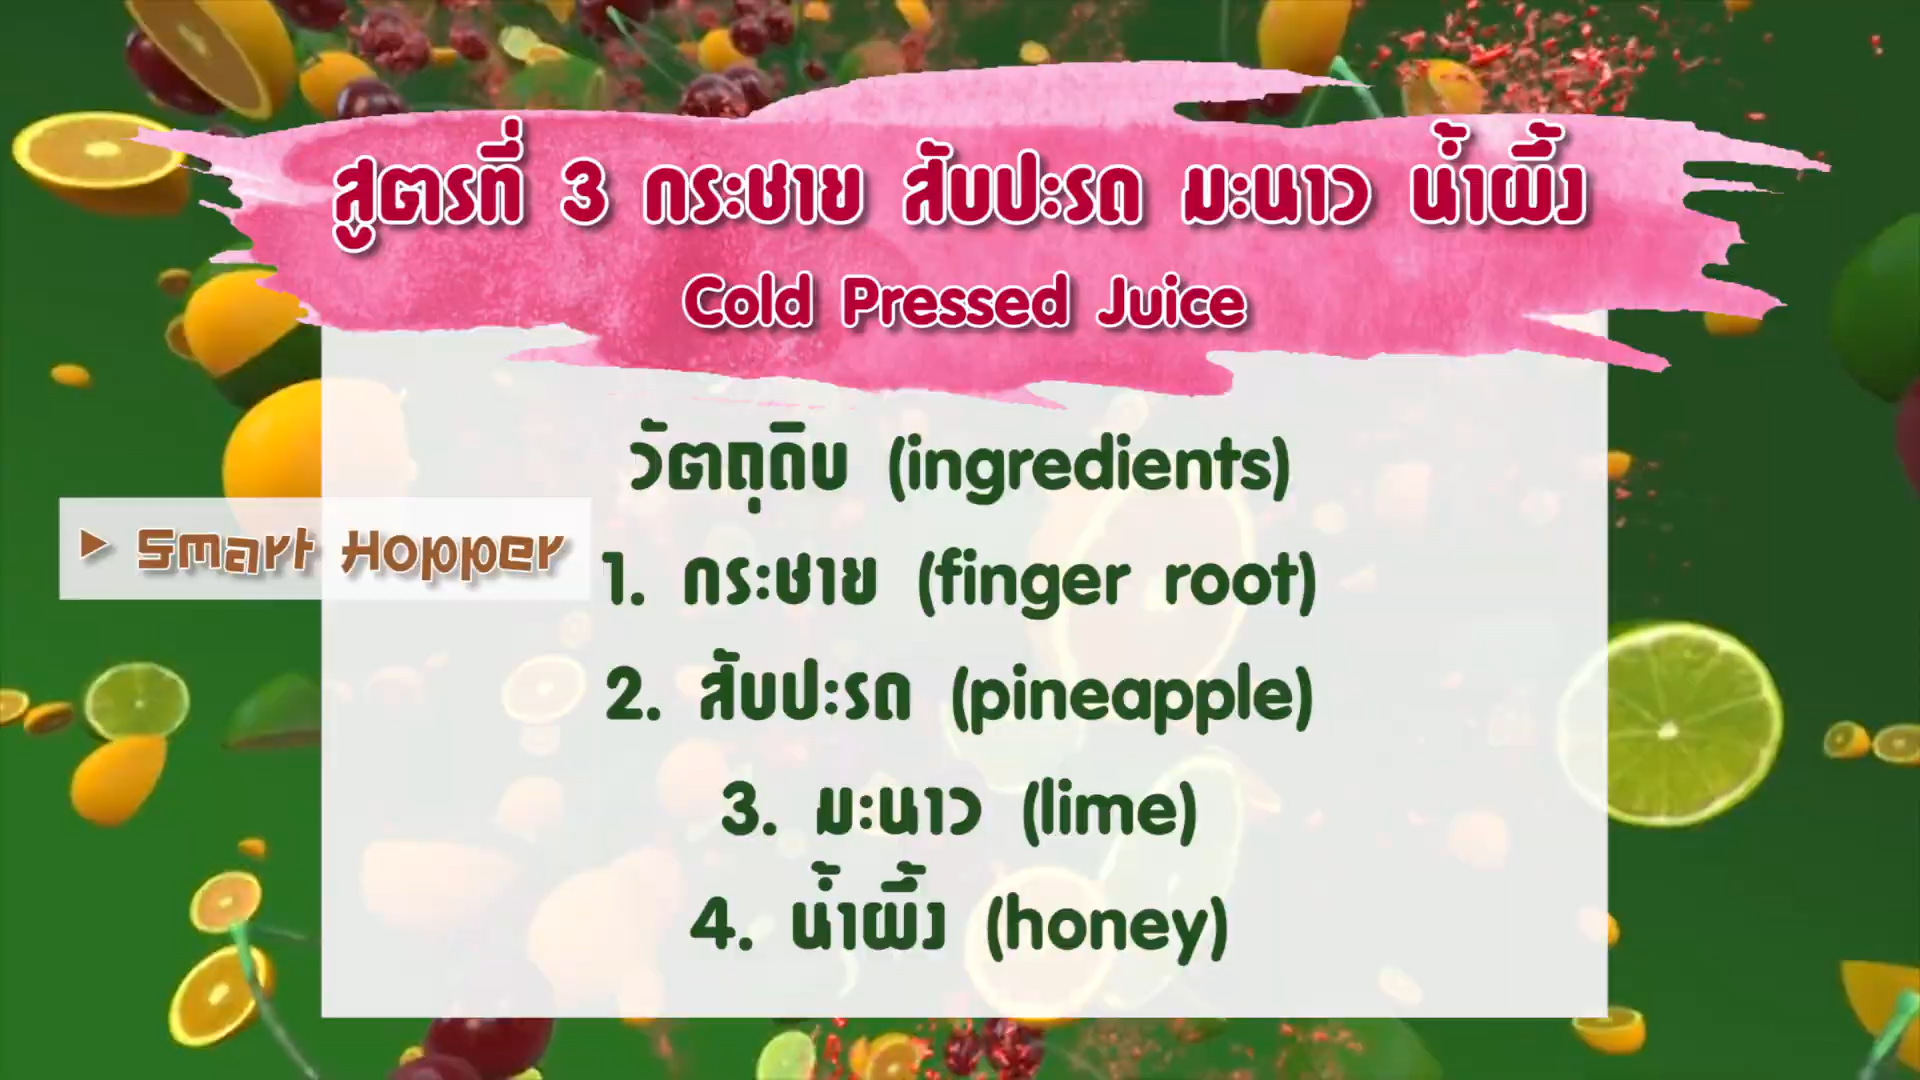 สูตรที่ 3 กระชาย สับปะรด มะนาว น้ำผึ้ง
Cold Pressed Juice
วัตถุดิบ (ingredients)
Smart Hopper
1. กระชาย (finger root)
2. สับปะรด (pineapple)
3. มะนาว (lime)
4. น้ำผึ้ง (honey)